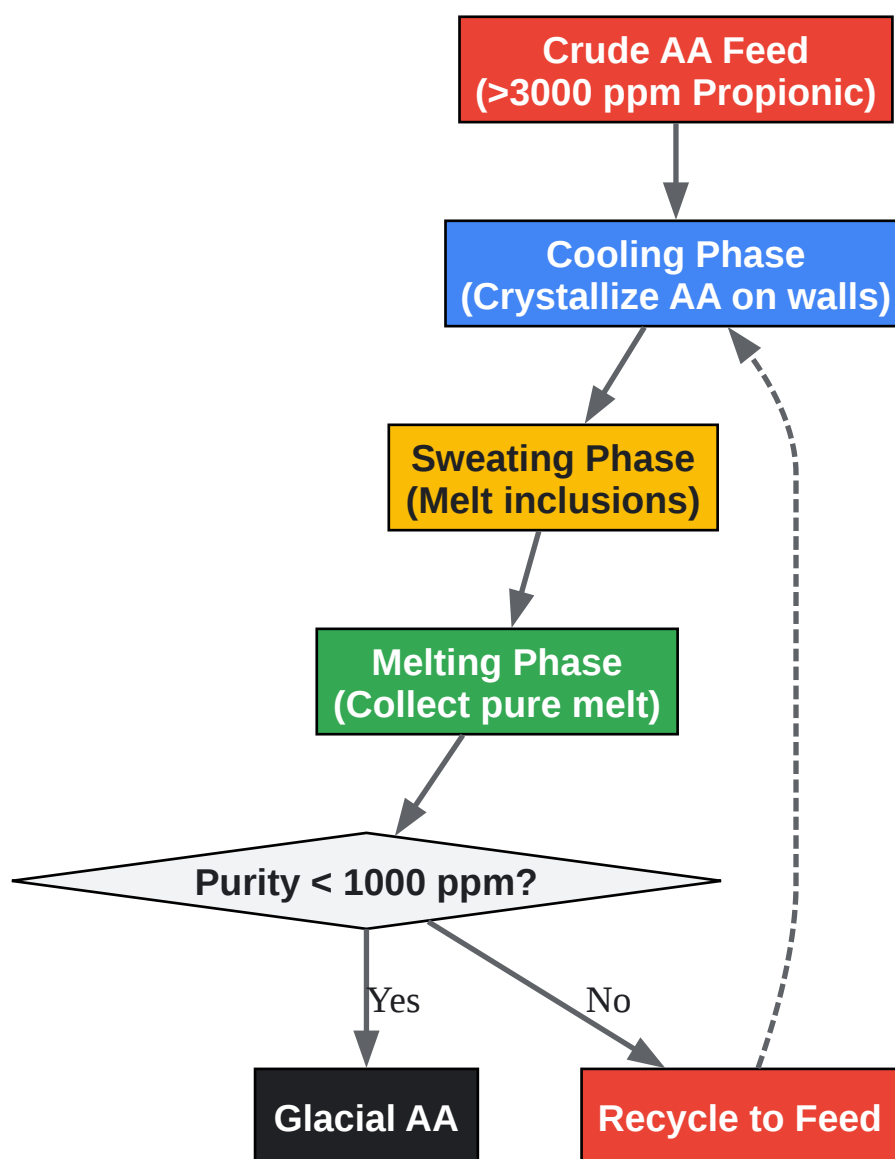 Crude AA Feed
(>3000 ppm Propionic)
Cooling Phase
(Crystallize AA on walls)
Sweating Phase
(Melt inclusions)
Melting Phase
(Collect pure melt)
Purity < 1000 ppm?
Yes
No
Glacial AA
Recycle to Feed